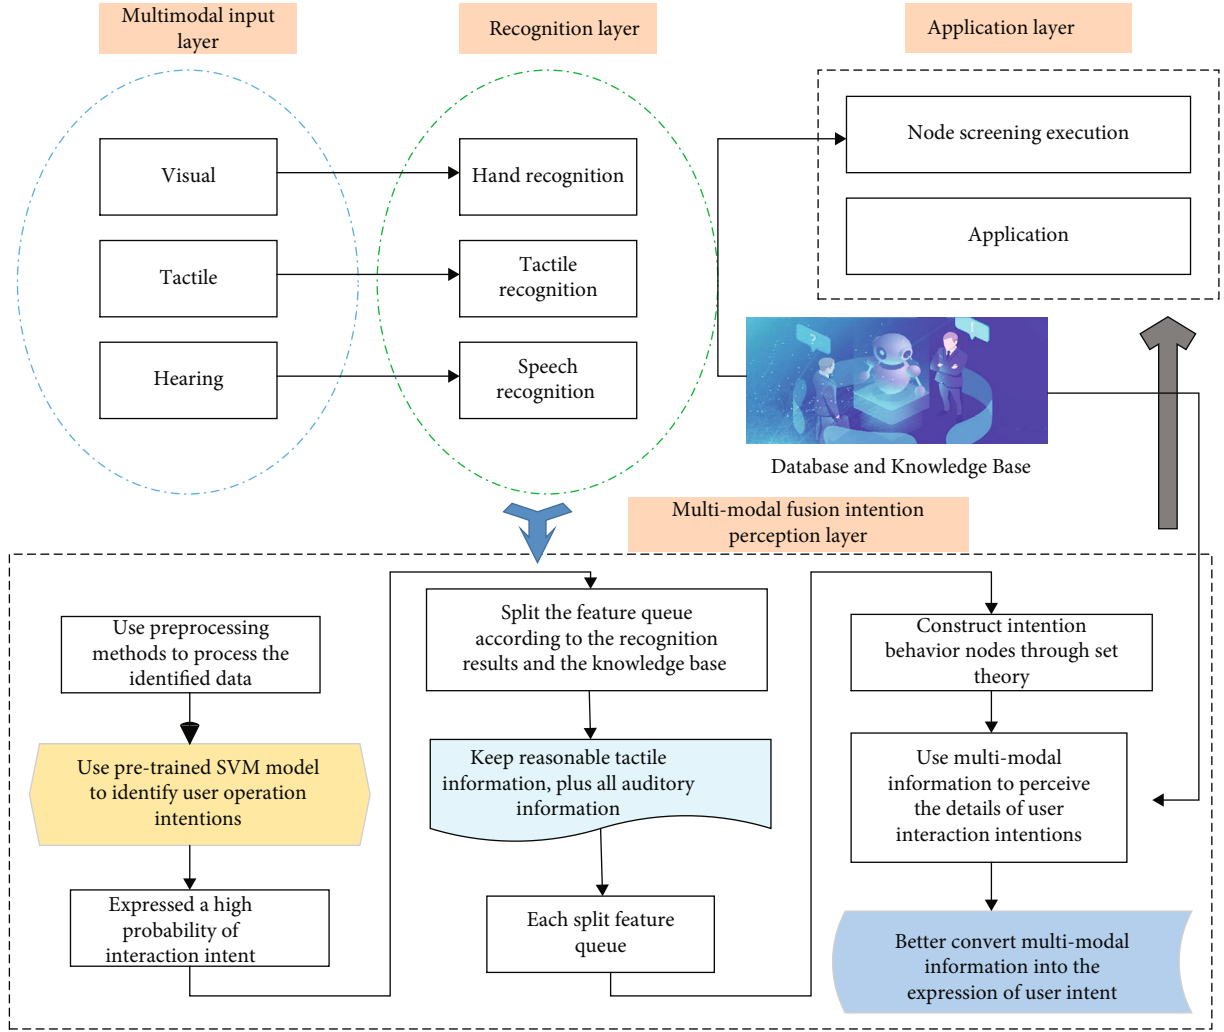 Multimodal input
layer
Recognition layer
Application layer
Visual
Hand recognition
Node screening execution
Tactile
Tactile
recognition
Application
Hearing
Speech
recognition
?
!
Database and Knowledge Base
Multi-modal fusion intention
perception layer
Use preprocessing
methods to process the
identified data
Use pre-trained SVM model
to identify user operation
intentions
Expressed a high
probability of
interaction intent
Split the feature queue
according to the recognition
results and the knowledge base
Keep reasonable tactile
information, plus all auditory
information
Each split feature
queue
Construct intention
behavior nodes through set
theory
Use multi-modal
information to perceive
the details of user
interaction intentions
Better convert multi-modal
information into the
expression of user intent